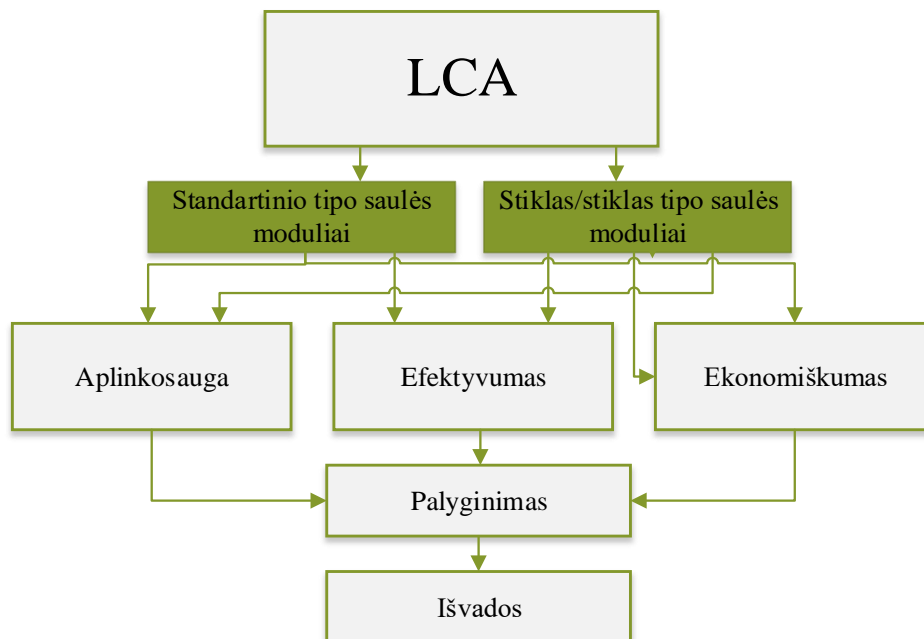 LCA
Standartinio tipo saulės
moduliai
Stiklas/stiklas tipo saulės
moduliai
Aplinkosauga
Efektyvumas
Ekonomiškumas
Palyginimas
Išvados